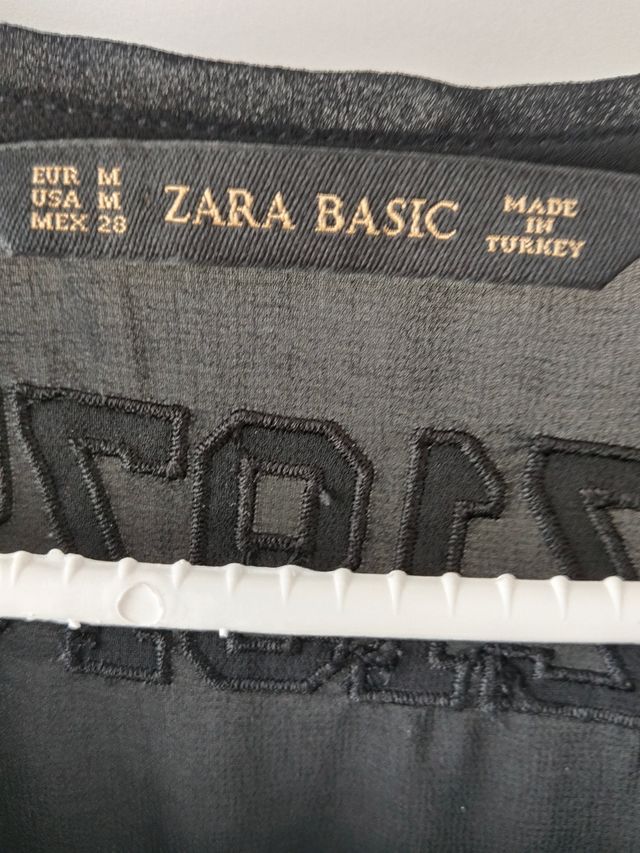 EUR M
USA M
MEX 28
ZARA BASIC
MADE
IN
TURKEY